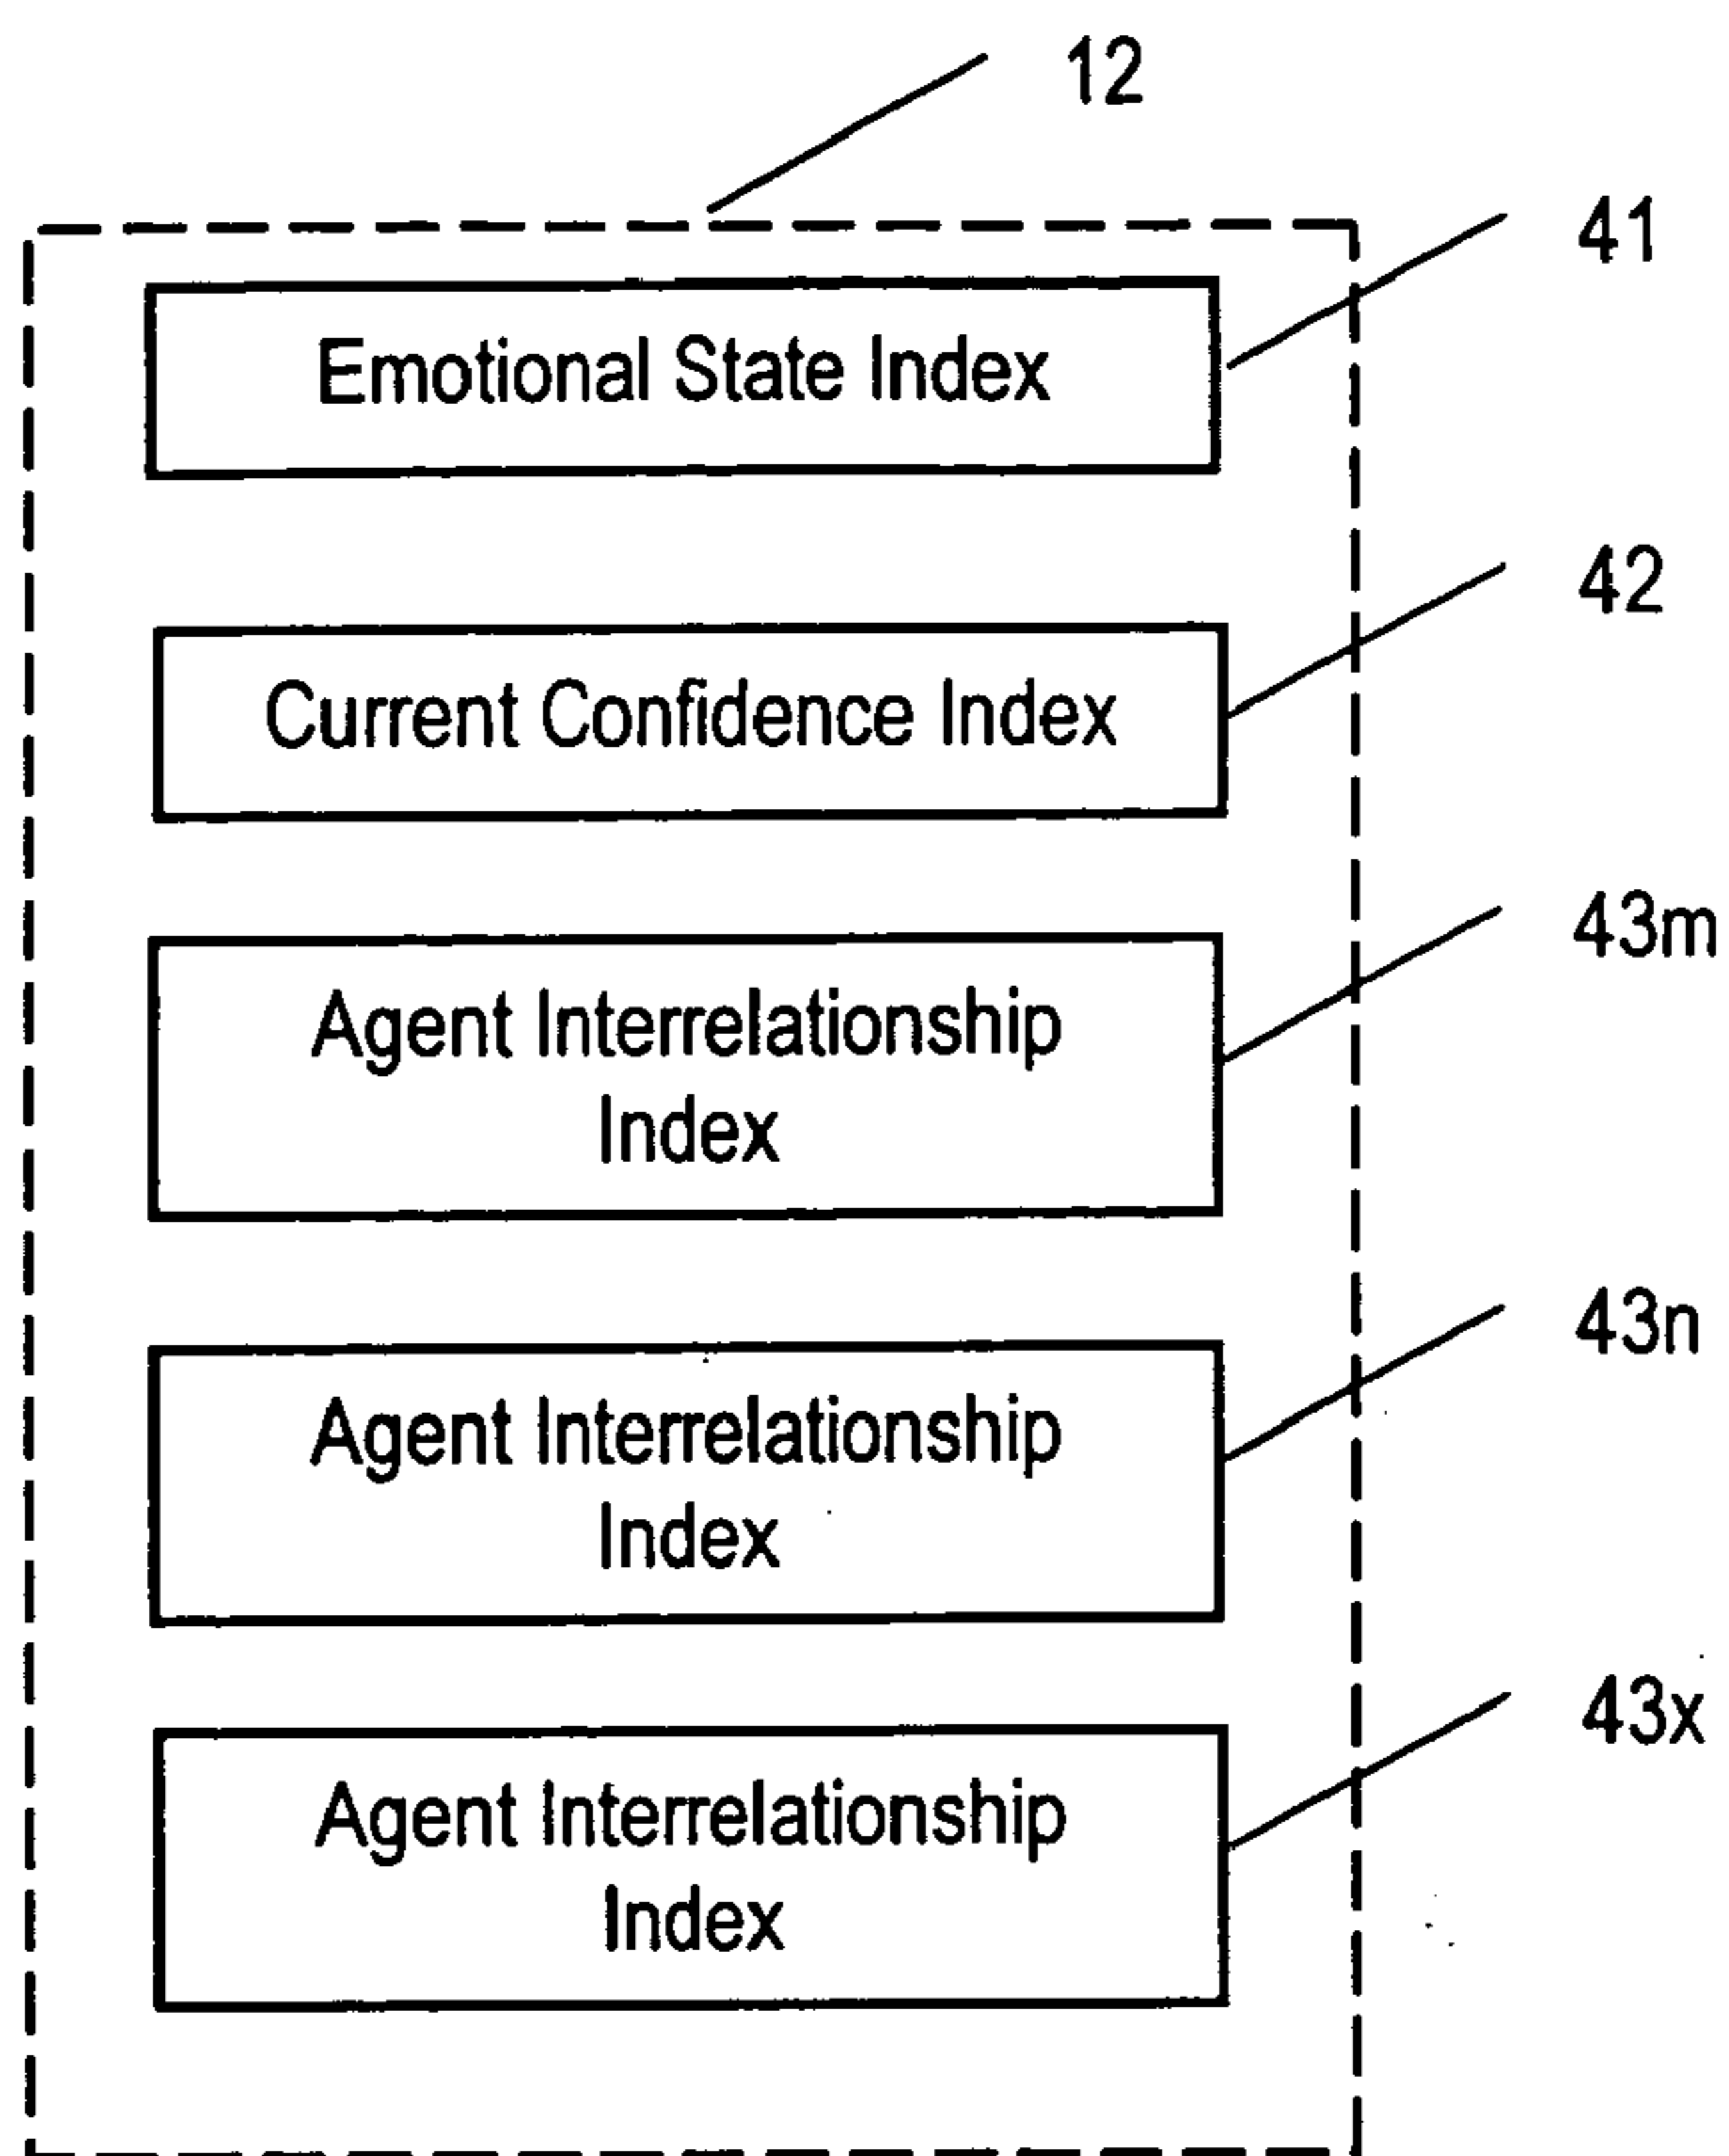 12
41
Emotional State Index
42
Current Confidence Index
43m
Agent Interrelationship
Index
43n
Agent Interrelationship
Index
43x
Agent Interrelationship
Index